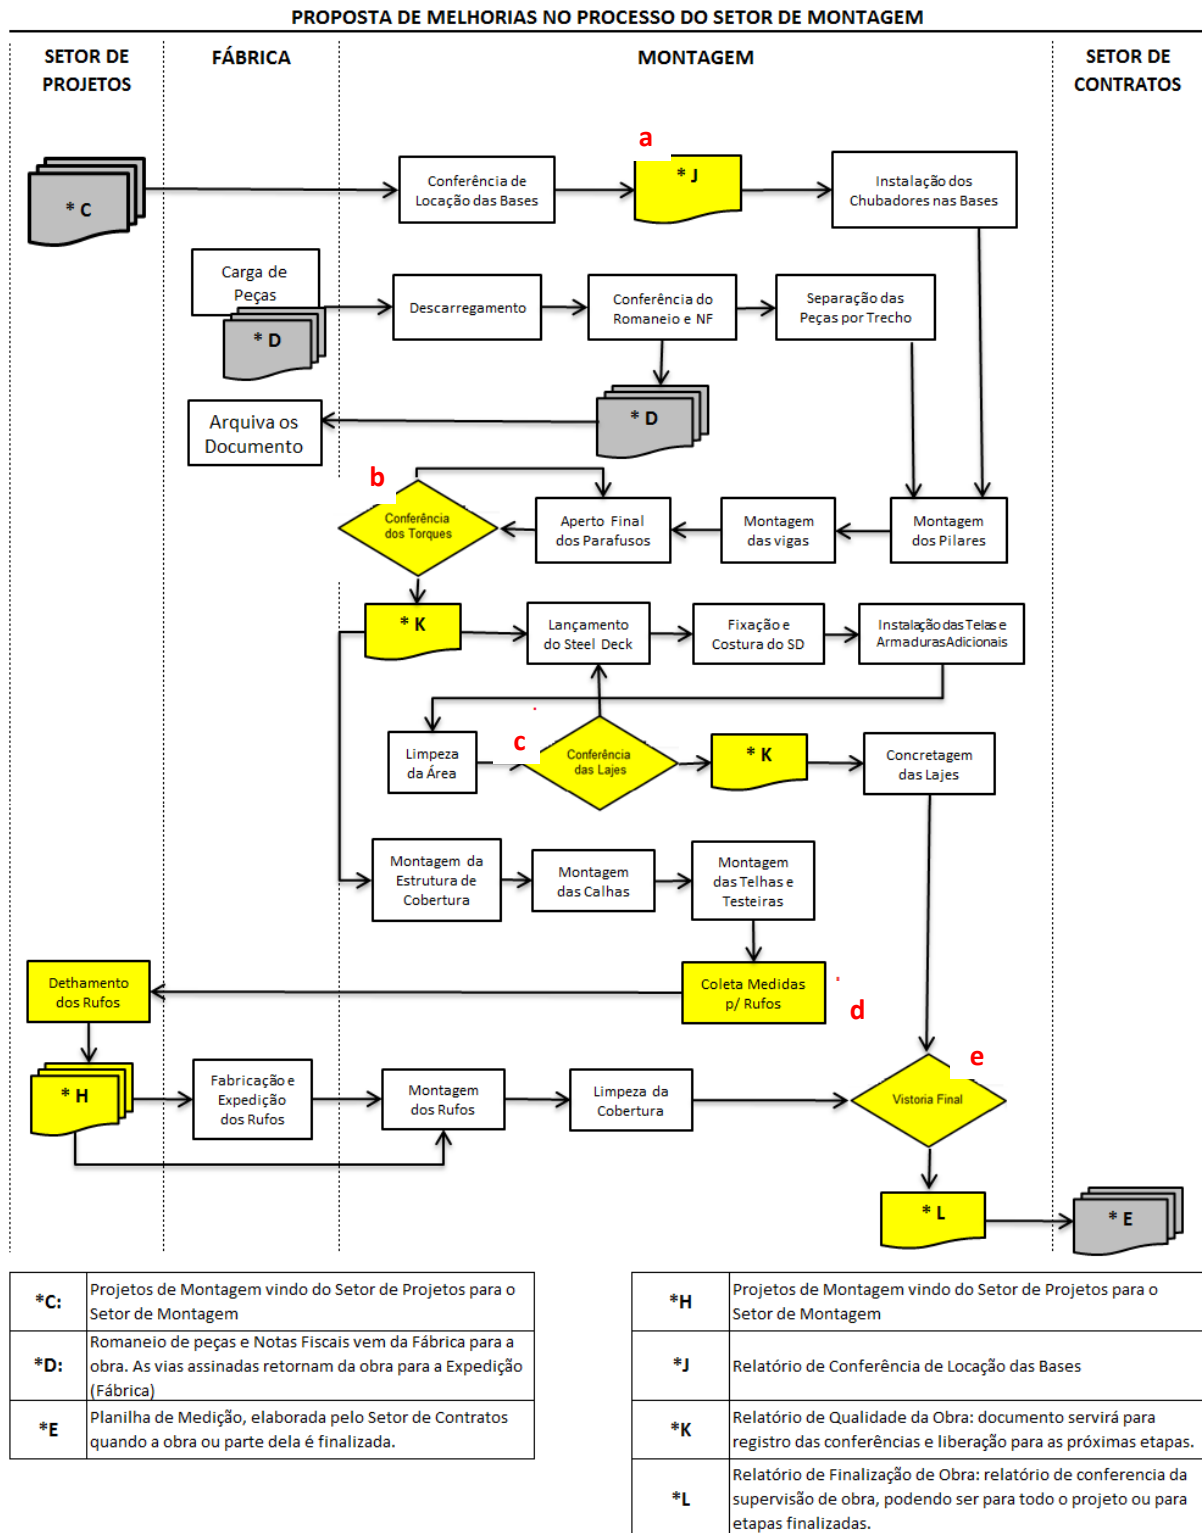 PROPOSTA DE MELHORIAS NO PROCESSO DO SETOR DE MONTAGEM
SETOR DE
PROJETOS
FÁBRICA
MONTAGEM
SETOR DE
CONTRATOS
a
* C
Conferência de
Locação das Bases
* J
Instalação dos
Chubadores nas Bases
Carga de
Peças
* D
Descarregamento
Conferência do
Romaneio e NF
Separação das
Peças por Trecho
* D
Arquiva os
Documento
b
Conferência
dos Torques
Aperto Final
dos Parafusos
Montagem
das vigas
Montagem
dos Pilares
* K
Lançamento
do Steel Deck
Fixação e
Costura do SD
Instalação das Telas e
Armaduras Adicionais
c
Limpeza
da Área
Conferência
das Lajes
* K
Concretagem
das Lajes
Montagem da
Estrutura de
Cobertura
Montagem
das Calhas
Montagem
das Telhas e
Testeiras
Dethamento
dos Rufos
Coleta Medidas
p/ Rufos
d
e
* H
Fabricação e
Expedição
dos Rufos
Montagem
dos Rufos
Limpeza da
Cobertura
Vistoria Final
* L
* E
*C:
Projetos de Montagem vindo do Setor de Projetos para o
Setor de Montagem
*D:
Romaneio de peças e Notas Fiscais vem da Fábrica para a
obra. As vias assinadas retornam da obra para a Expedição
(Fábrica)
*E
Planilha de Medição, elaborada pelo Setor de Contratos
quando a obra ou parte dela é finalizada.
*H
Projetos de Montagem vindo do Setor de Projetos para o
Setor de Montagem
*J
Relatório de Conferência de Locação das Bases
*K
Relatório de Qualidade da Obra: documento servirá para
registro das conferências e liberação para as próximas etapas.
*L
Relatório de Finalização de Obra: relatório de conferencia da
supervisão de obra, podendo ser para todo o projeto ou para
etapas finalizadas.